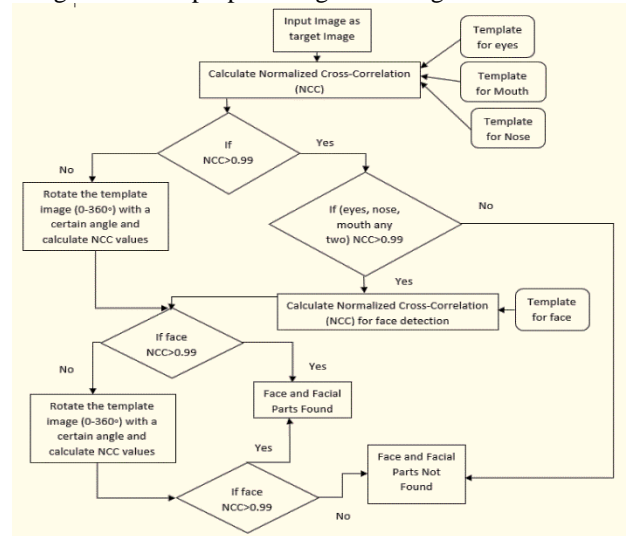 Input Image as
target Image
Template
for eyes
Calculate Normalized Cross-Correlation
(NCC)
Template
for Mouth
Template
for Nose
If
NCC>0.99
No
Yes
Rotate the template
image (0-360°) with a
certain angle and
calculate NCC values
If (eyes, nose,
mouth any
two) NCC>0.99
No
Yes
Calculate Normalized Cross-Correlation
(NCC) for face detection
Template
for face
If face
NCC>0.99
No
Yes
Rotate the template
image (0-360°) with a
certain angle and
calculate NCC values
Face and Facial
Parts Found
Yes
If face
NCC>0.99
No
Face and Facial
Parts Not
Found